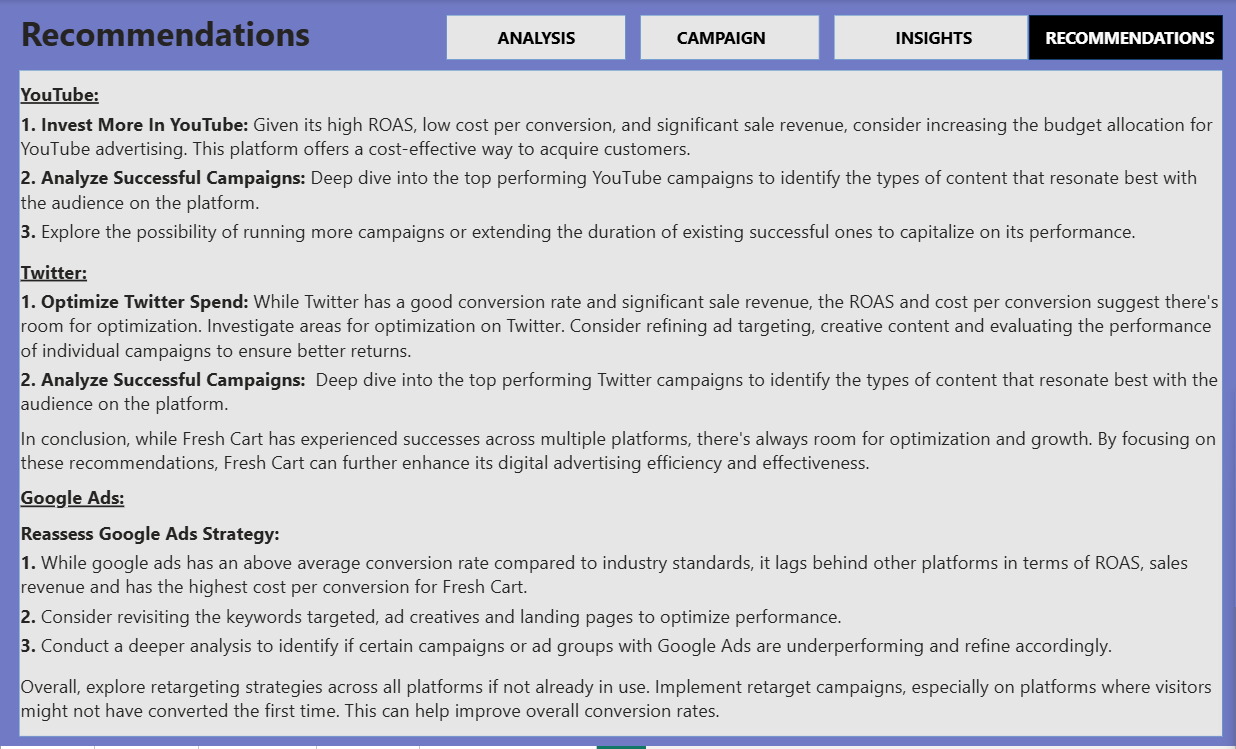 Recommendations
ANALYSIS
CAMPAIGN
INSIGHTS
RECOMMENDATIONS
YouTube:
1. Invest More In YouTube: Given its high ROAS, low cost per conversion, and significant sale revenue, consider increasing the budget allocation for
YouTube advertising. This platform offers a cost-effective way to acquire customers.
2. Analyze Successful Campaigns: Deep dive into the top performing YouTube campaigns to identify the types of content that resonate best with
the audience on the platform.
3. Explore the possibility of running more campaigns or extending the duration of existing successful ones to capitalize on its performance.
Twitter:
1. Optimize Twitter Spend: While Twitter has a good conversion rate and significant sale revenue, the ROAS and cost per conversion suggest there's
room for optimization. Investigate areas for optimization on Twitter. Consider refining ad targeting, creative content and evaluating the performance
of individual campaigns to ensure better returns.
2. Analyze Successful Campaigns:  Deep dive into the top performing Twitter campaigns to identify the types of content that resonate best with the
audience on the platform.
In conclusion, while Fresh Cart has experienced successes across multiple platforms, there's always room for optimization and growth. By focusing on
these recommendations, Fresh Cart can further enhance its digital advertising efficiency and effectiveness.
Google Ads:
Reassess Google Ads Strategy:
1. While google ads has an above average conversion rate compared to industry standards, it lags behind other platforms in terms of ROAS, sales
revenue and has the highest cost per conversion for Fresh Cart.
2. Consider revisiting the keywords targeted, ad creatives and landing pages to optimize performance.
3. Conduct a deeper analysis to identify if certain campaigns or ad groups with Google Ads are underperforming and refine accordingly.
Overall, explore retargeting strategies across all platforms if not already in use. Implement retarget campaigns, especially on platforms where visitors
might not have converted the first time. This can help improve overall conversion rates.